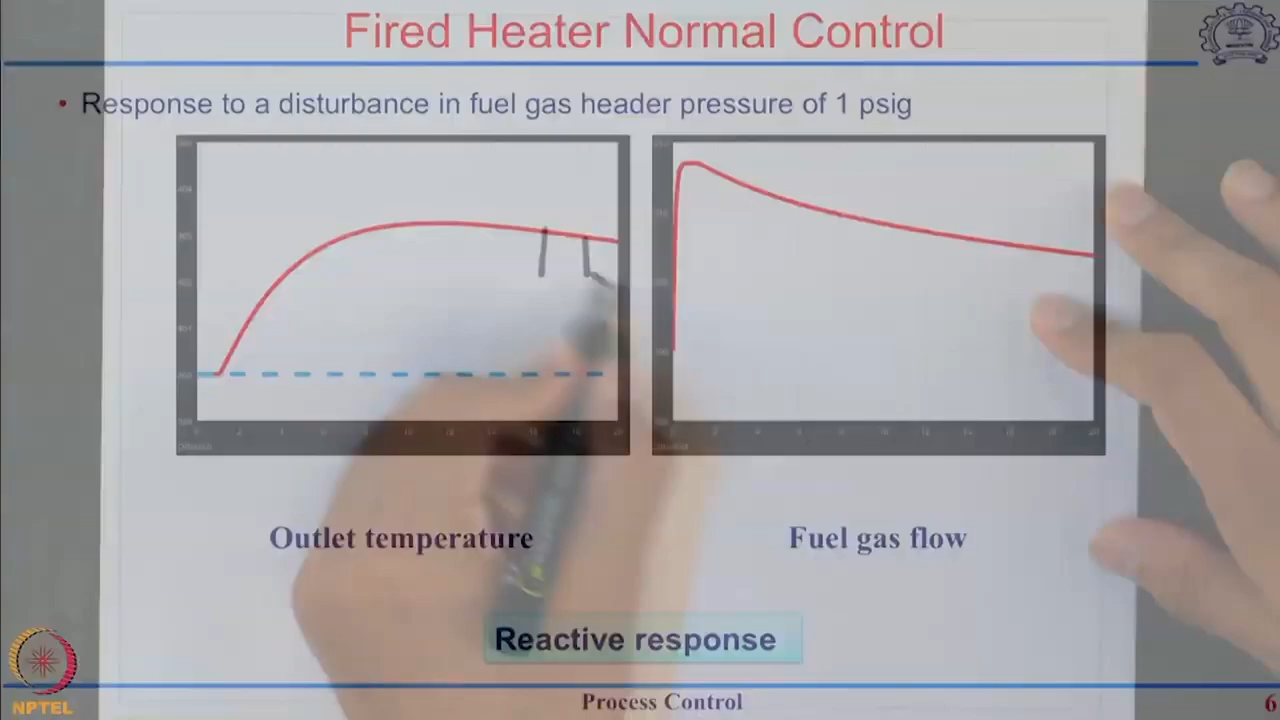 Fired Heater Normal Control
• Response to a disturbance in fuel gas header pressure of 1 psig
Outlet temperature
Fuel gas flow
Reactive response
NPTEL
Process Control
6